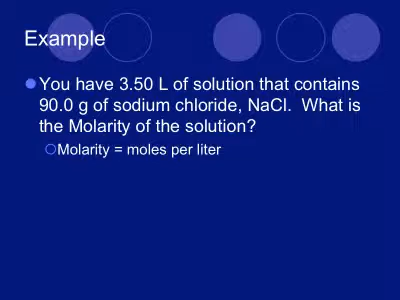 Example
You have 3.50 L of solution that contains
90.0 g of sodium chloride, NaCl.  What is
the Molarity of the solution?
Molarity = moles per liter